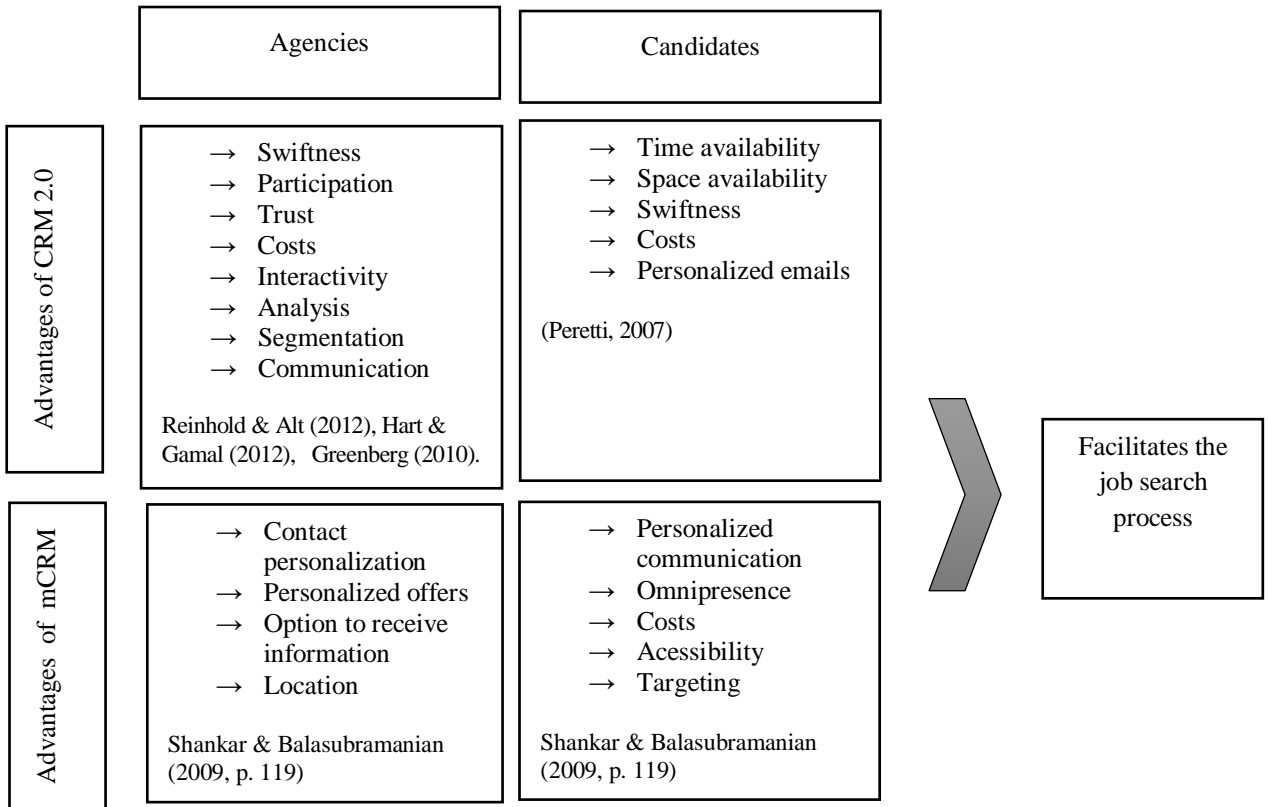 Agencies
Candidates
Advantages of CRM 2.0
→ Swiftness
→ Participation
→ Trust
→ Costs
→ Interactivity
→ Analysis
→ Segmentation
→ Communication
Reinhold & Alt (2012), Hart &
Gamal (2012), Greenberg (2010).
→ Time availability
→ Space availability
→ Swiftness
→ Costs
→ Personalized emails
(Peretti, 2007)
Advantages of mCRM
→ Contact
personalization
→ Personalized offers
→ Option to receive
information
→ Location
Shankar & Balasubramanian
(2009, p. 119)
→ Personalized
communication
→ Omnipresence
→ Costs
→ Acessibility
→ Targeting
Shankar & Balasubramanian
(2009, p. 119)
Facilitates the
job search
process